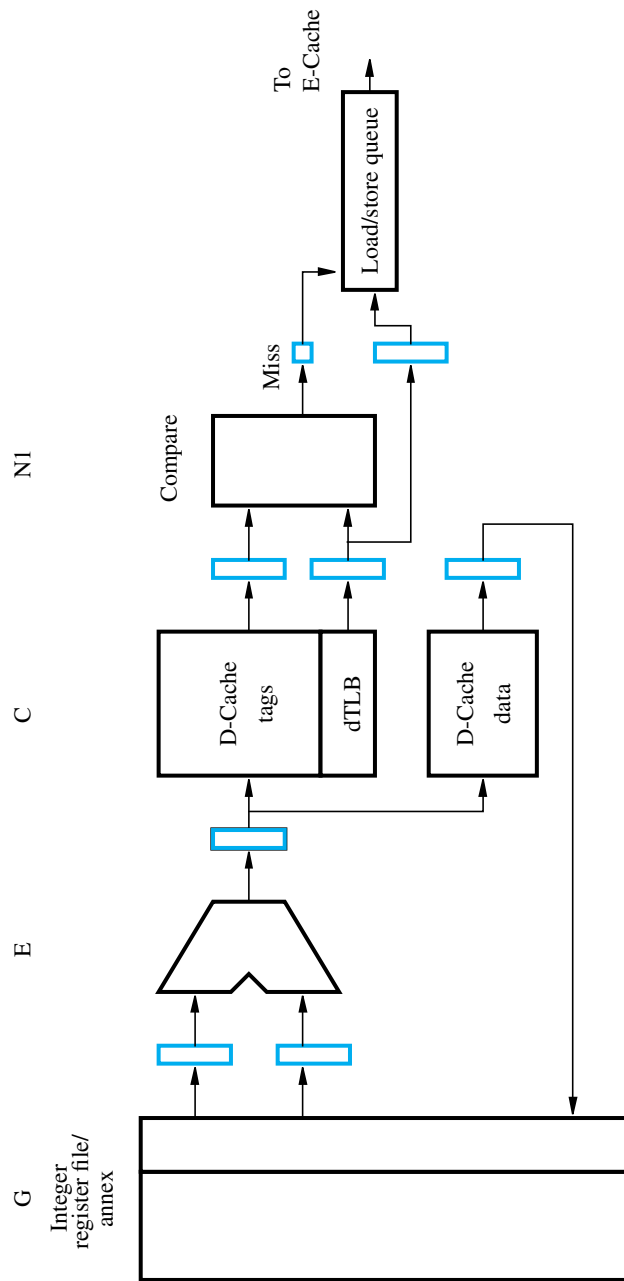 G
E
C
N1
Integer
register file/
annex
D-Cache
tags
dTLB
D-Cache
data
Compare
Miss
Load/store queue
To
E-Cache